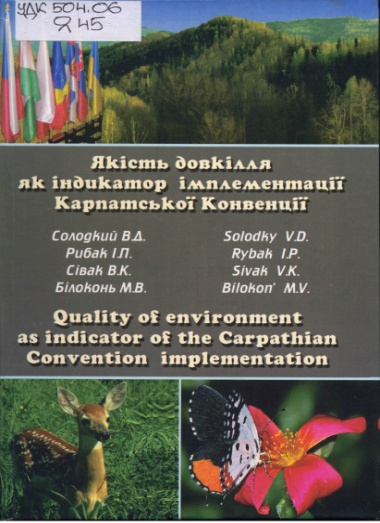 УДК 504.06
Я 45
Якість довкілля
як індикатор імплементації
Карпатської Конвенції
Солодкий В.Д.
Рибак І.П.
Сівак В.К.
Білоконь М.В.
Solodky V.D.
Rybak I.P.
Sivak V.K.
Bilokon' M.V.
Quality of environment
as indicator of the Carpathian
Convention implementation